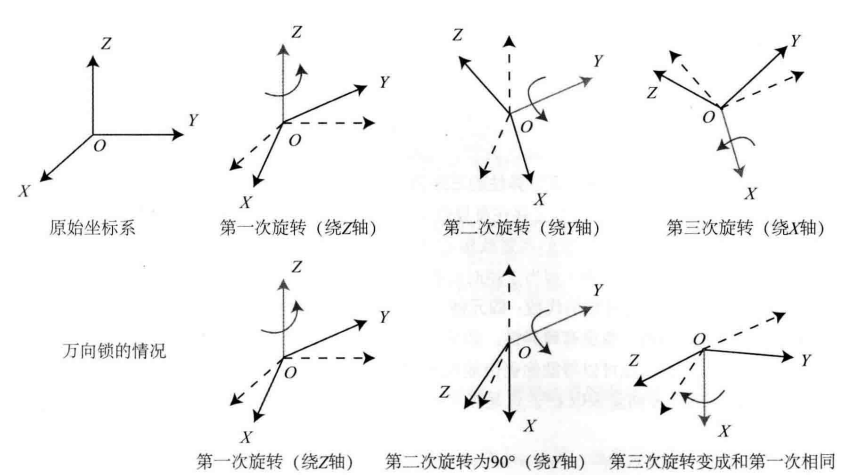 Z
Y
O
X
原始坐标系
Z
Y
O
X
第一次旋转（绕Z轴）
Z
Y
O
X
第二次旋转（绕Y轴）
Y
Z
O
X
第三次旋转（绕X轴）
万向锁的情况
Z
Y
O
X
第一次旋转（绕Z轴）
Y
O
Z
X
第二次旋转为90°（绕Y轴）
O
Y
Z
X
第三次旋转变成和第一次相同